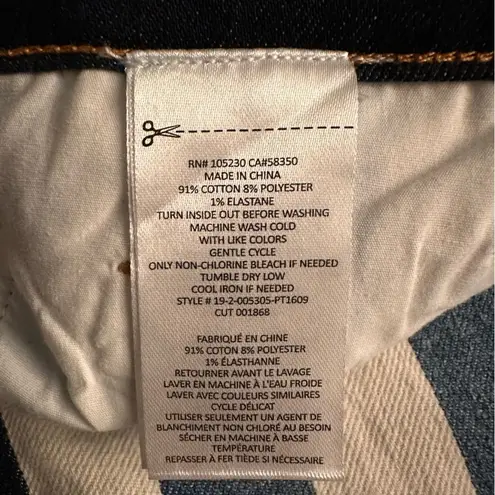 RN# 105230 CA#58350
MADE IN CHINA
91% COTTON 8% POLYESTER
1% ELASTANE
TURN INSIDE OUT BEFORE WASHING
MACHINE WASH COLD
WITH LIKE COLORS
GENTLE CYCLE
ONLY NON-CHLORINE BLEACH IF NEEDED
TUMBLE DRY LOW
COOL IRON IF NEEDED
STYLE # 19-2-005305-PT1609
CUT 001868
FABRIQUÉ EN CHINE
91% COTON 8% POLYESTER
1% ÉLASTHANNE
RETOURNER AVANT LE LAVAGE
LAVER EN MACHINE À L'EAU FROIDE
LAVER AVEC COULEURS SIMILAIRES
CYCLE DÉLICAT
UTILISER SEULEMENT UN AGENT DE
BLANCHIMENT NON CHLORÉ AU BESOIN
SÉCHER EN MACHINE À BASSE
TEMPÉRATURE
REPASSER À FER TIÈDE SI NÉCESSAIRE